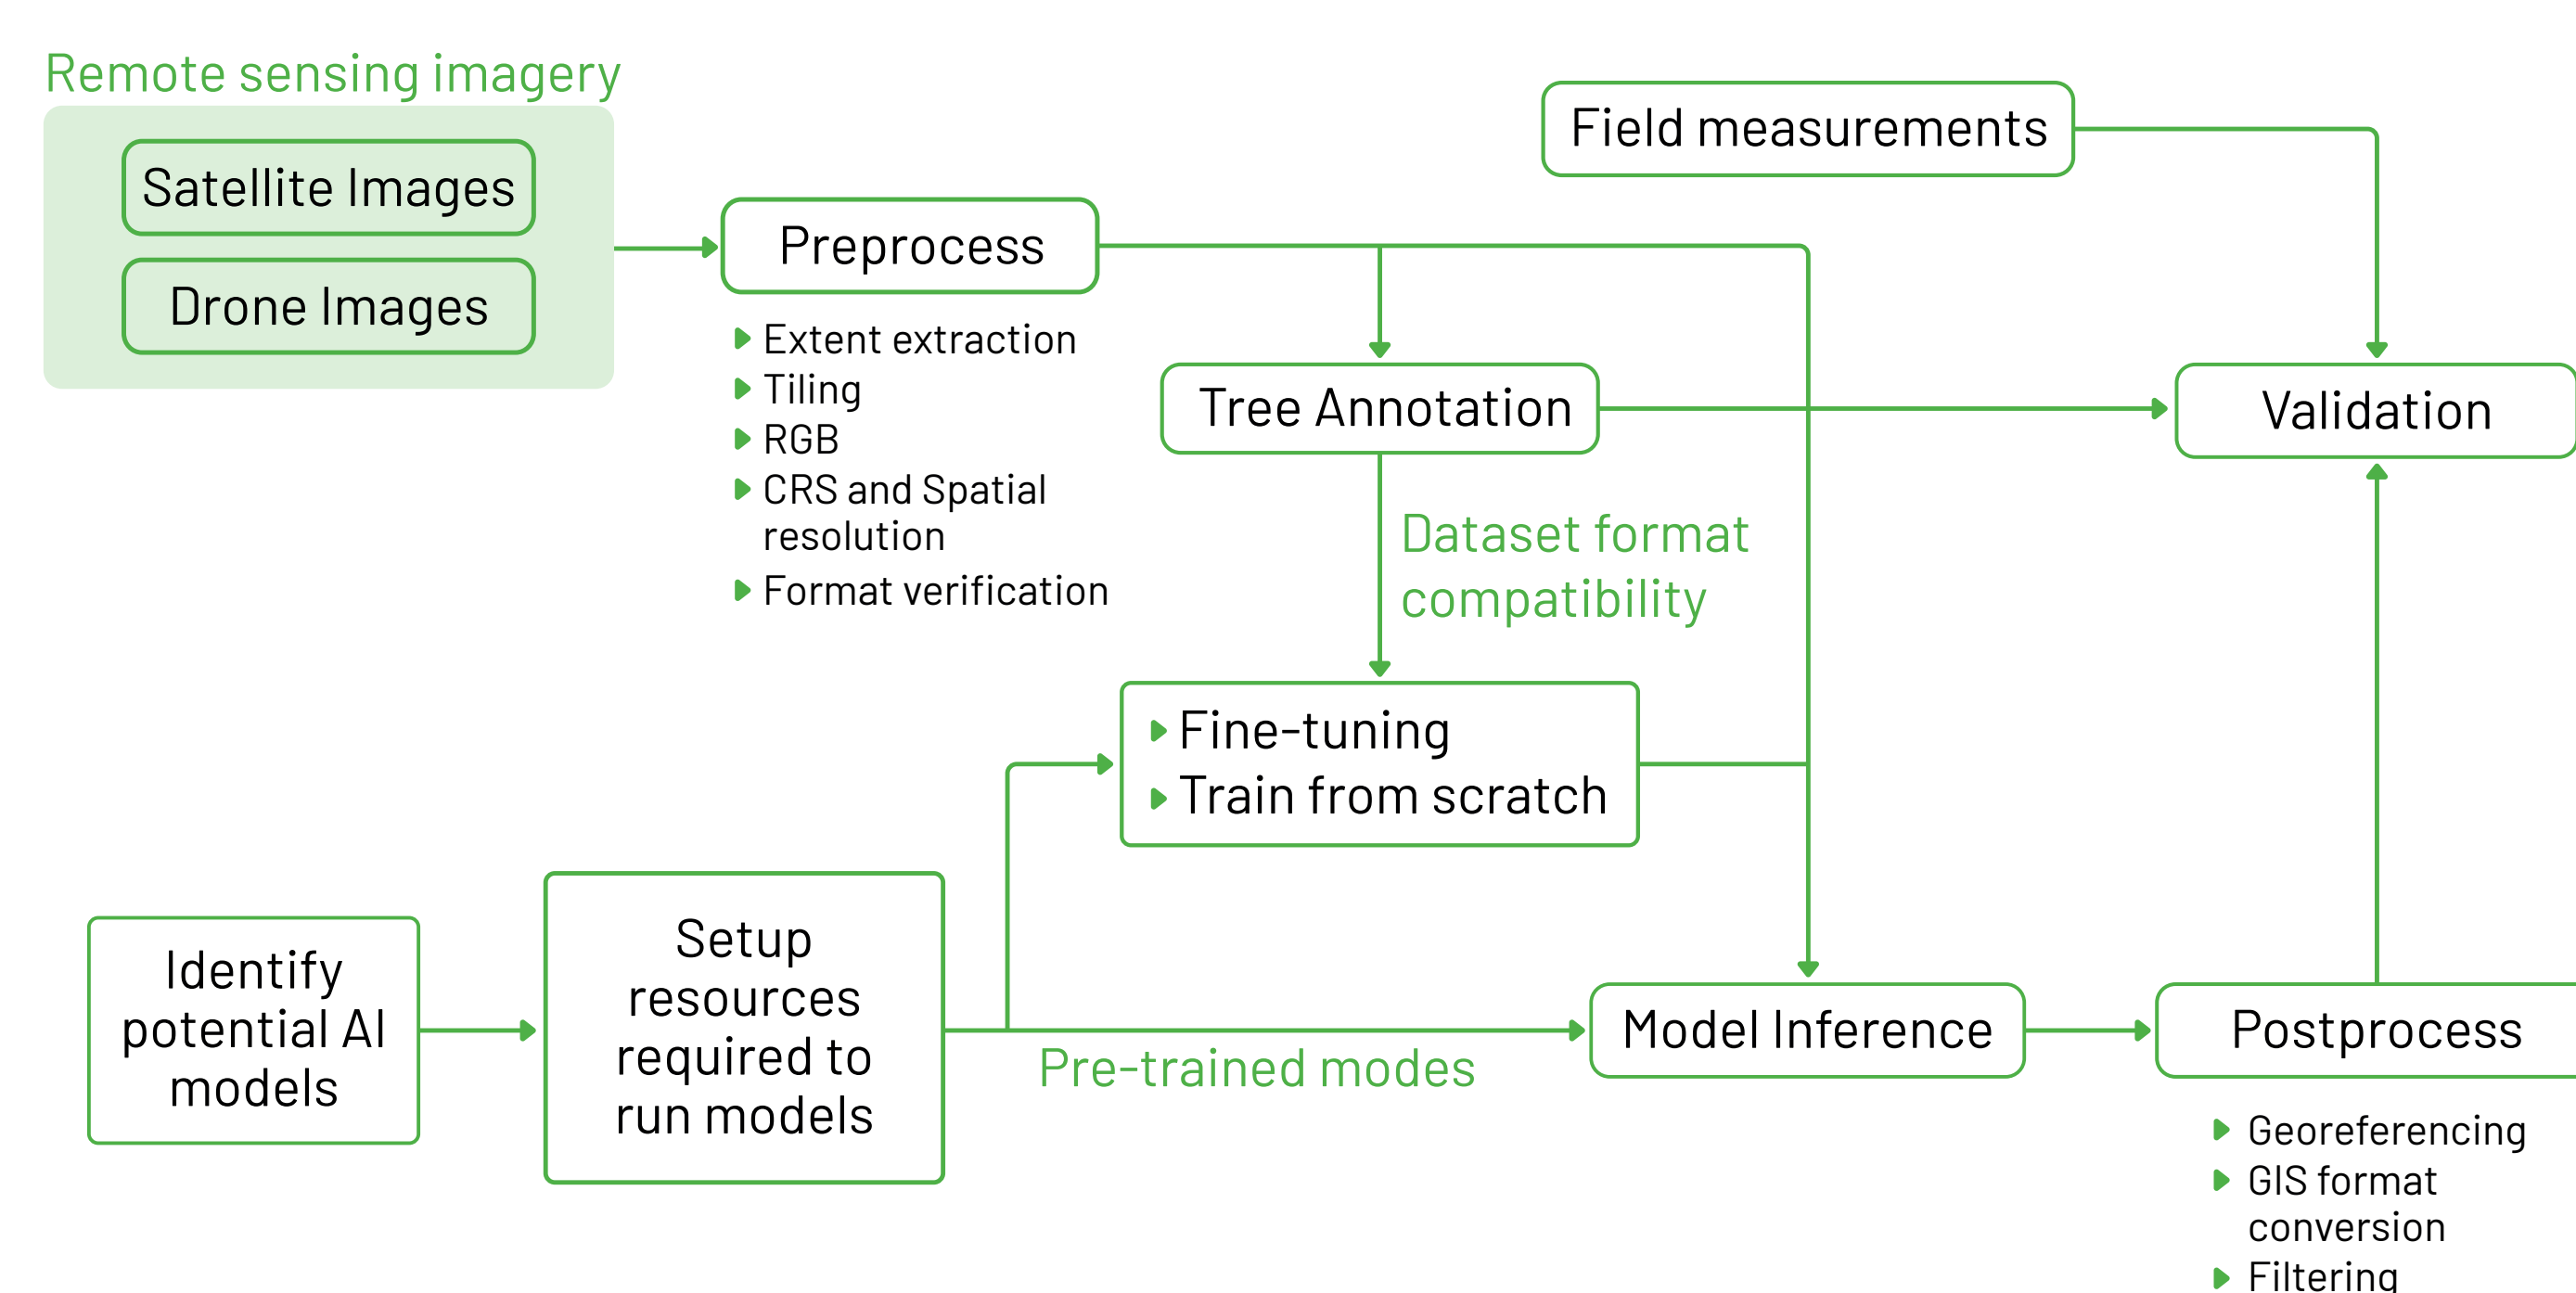 Remote sensing imagery
Satellite Images
Drone Images
Preprocess
Extent extraction
Tiling
RGB
CRS and Spatial
resolution
Format verification
Field measurements
Tree Annotation
Validation
Dataset format
compatibility
Fine-tuning
Train from scratch
Identify
potential AI
models
Setup
resources
required to
run models
Pre-trained modes
Model Inference
Postprocess
Georeferencing
GIS format
conversion
Filtering